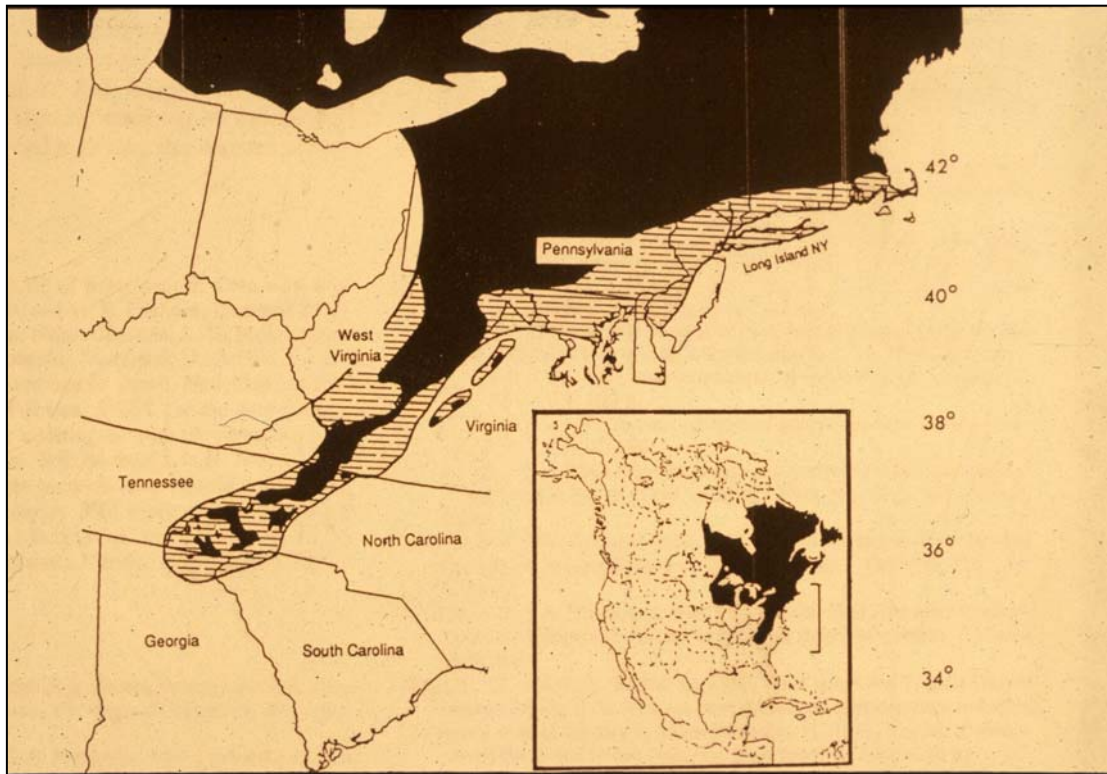 42°
Pennsylvania
Long Island NY
40°
West
Virginia
38°
Virginia
Tennessee
36°
North Carolina
Georgia
South Carolina
34°